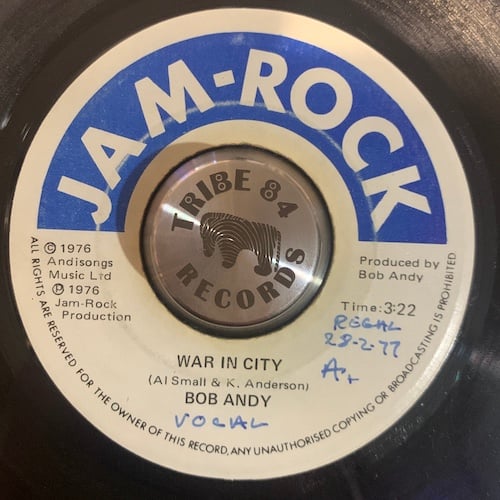 JAM-ROCK
TRIBE 84
RECORDS
© 1976
Andisongs
Music Ltd
℗ 1976
Jam-Rock
Production
Produced by
Bob Andy
Time: 3:22
REGAL
28-2-77
A+
WAR IN CITY
(Al Small & K. Anderson)
BOB ANDY
VOCAL
ALL RIGHTS ARE RESERVED FOR THE OWNER OF THIS RECORD, ANY UNAUTHORISED COPYING OR BROADCASTING IS PROHIBITED